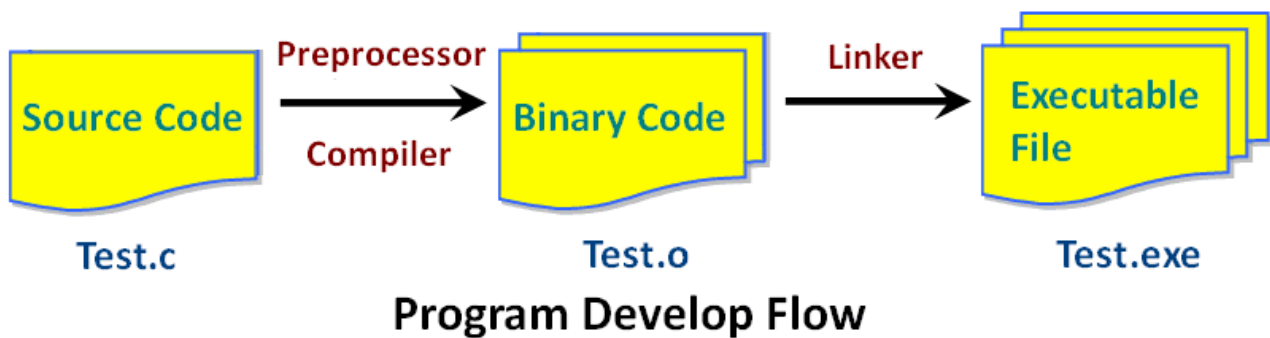 Source Code
Test.c
Preprocessor
Compiler
Binary Code
Test.o
Linker
Executable
File
Test.exe
Program Develop Flow